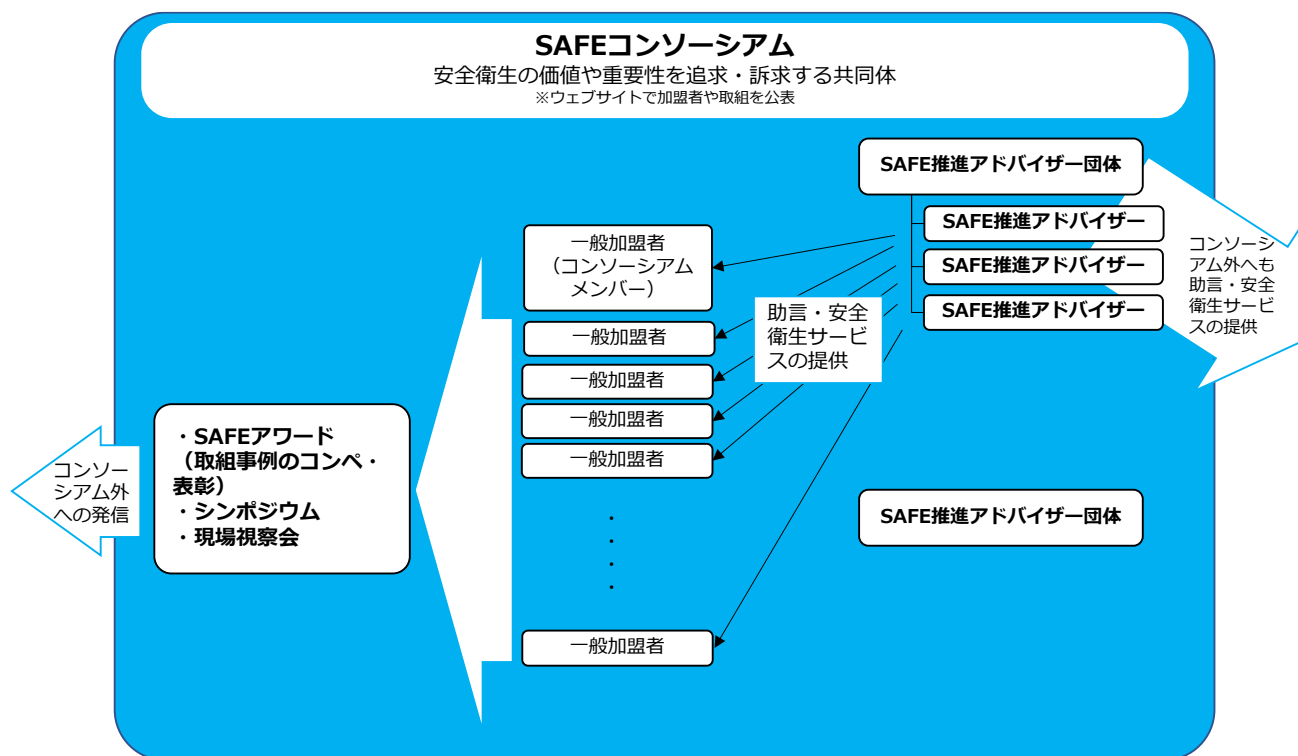 SAFEコンソーシアム
安全衛生の価値や重要性を追求・訴求する共同体
※ウェブサイトで加盟者や取組を公表
SAFE推進アドバイザー団体
SAFE推進アドバイザー
SAFE推進アドバイザー
SAFE推進アドバイザー
コンソーシ
アム外へも
助言・安全
衛生サービ
スの提供
一般加盟者
（コンソーシアム
メンバー）
一般加盟者
一般加盟者
一般加盟者
一般加盟者
・
・
・
・
一般加盟者
助言・安全
衛生サービ
スの提供
・SAFEアワード
（取組事例のコンペ・
表彰）
・シンポジウム
・現場視察会
コンソー
シアム外
への発信
SAFE推進アドバイザー団体